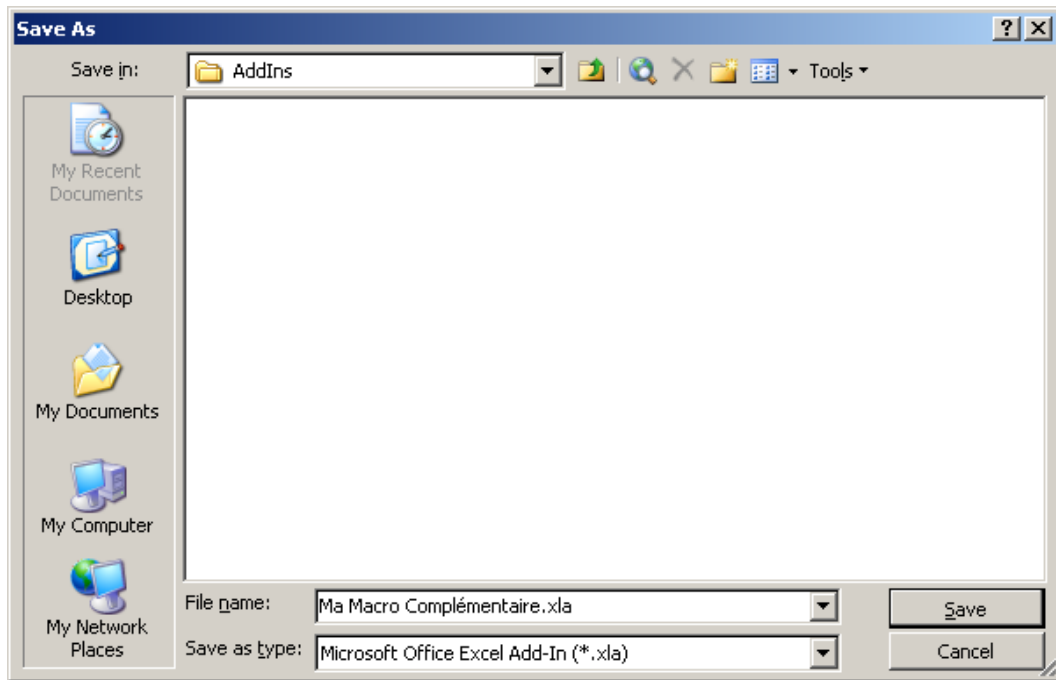 Save As
Save in:
AddIns
Tools
My Recent
Documents
Desktop
My Documents
My Computer
My Network
Places
File name:
Ma Macro Complémentaire.xla
Save
Save as type:
Microsoft Office Excel Add-In (*.xla)
Cancel